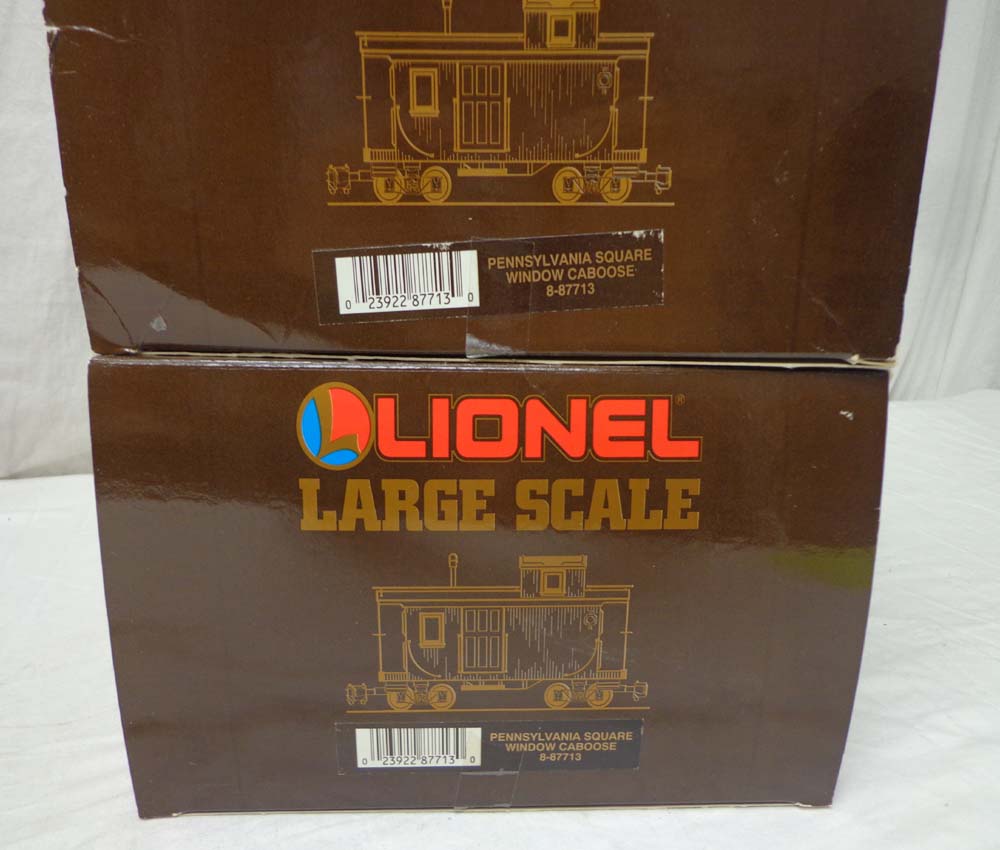 PENNSYLVANIA SQUARE
WINDOW CABOOSE
8-87713
0 23922 87713 0
LIONEL®
LARGE SCALE
PENNSYLVANIA SQUARE
WINDOW CABOOSE
8-87713
0 23922 87713 0